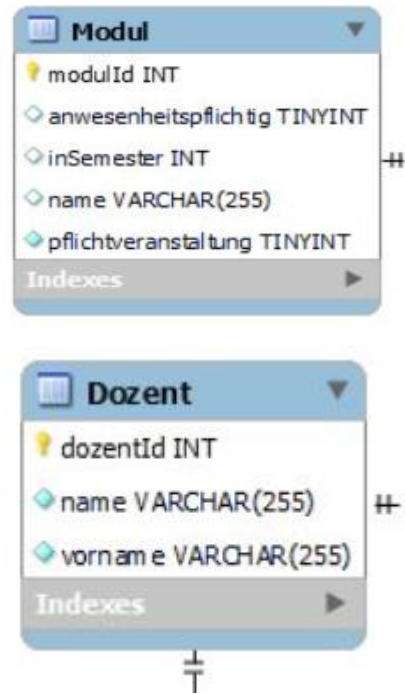 Modul
modulId INT
anwesenheitspflichtig TINYINT
inSemester INT
name VARCHAR(255)
pflichtveranstaltung TINYINT
Indexes
Dozent
dozentId INT
name VARCHAR(255)
vorname VARCHAR(255)
Indexes